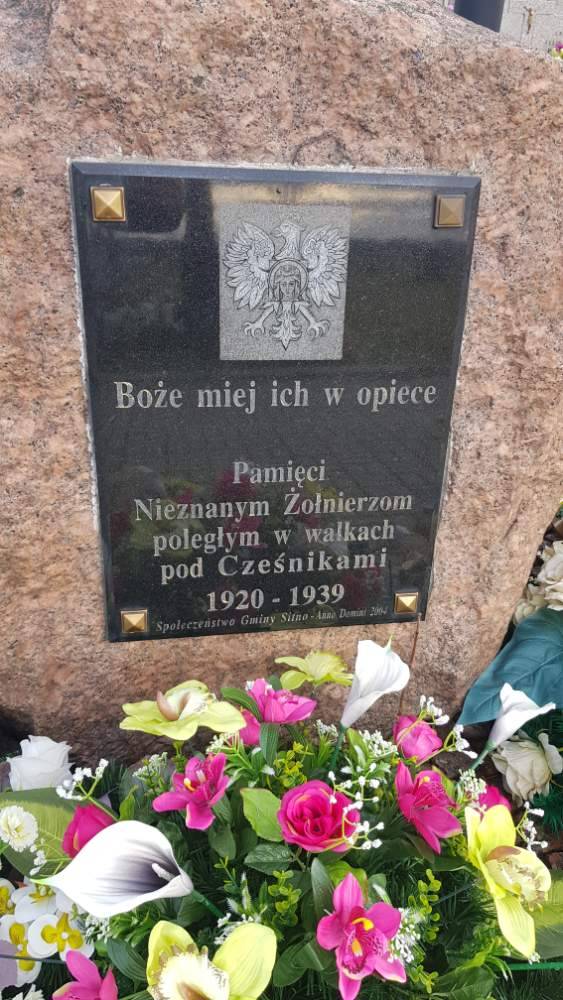 Boże miej ich w opiece
Pamięci
Nieznanym Żołnierzom
poległym w walkach
pod Cześnikami
1920 - 1939
Społeczeństwo Gminy Sitno - Anno Domini 2004